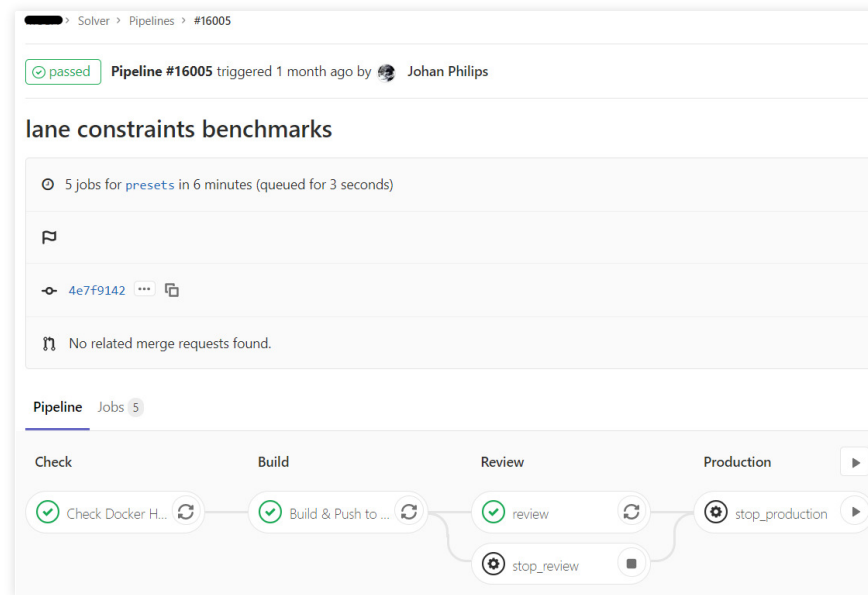 > Solver > Pipelines > #16005
passed Pipeline #16005 triggered 1 month ago by Johan Philips
lane constraints benchmarks
5 jobs for presets in 6 minutes (queued for 3 seconds)
4e7f9142 ...
No related merge requests found.
Pipeline Jobs 5
Check Build Review Production
Check Docker H... Build & Push to ... review stop_production
stop_review